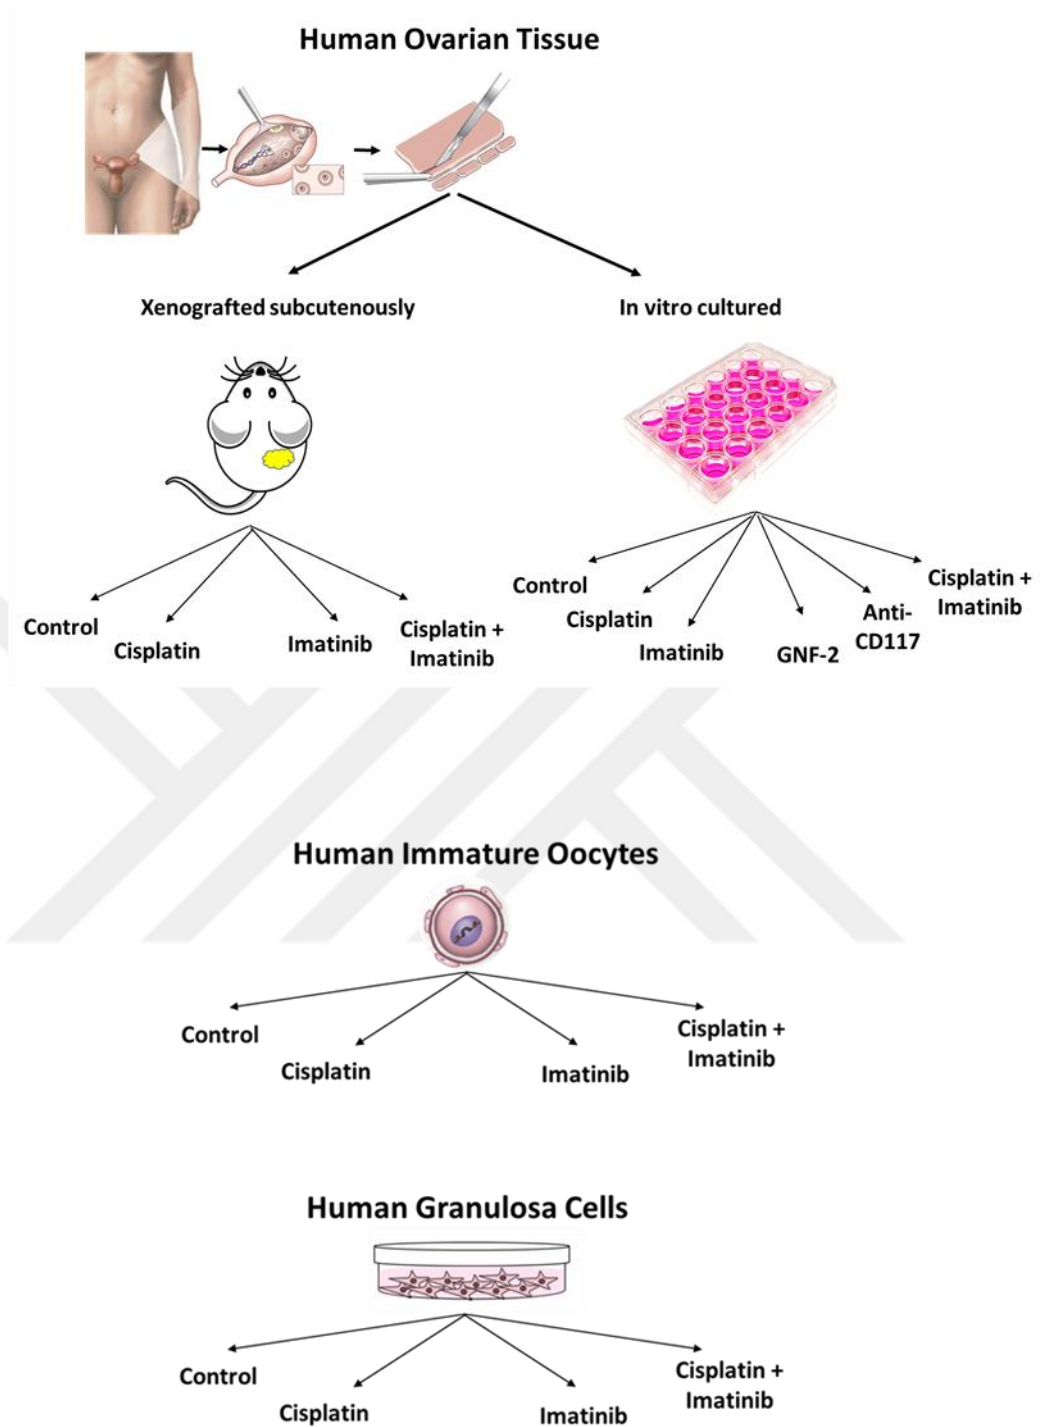 Human Ovarian Tissue
Xenografted subcutenously
In vitro cultured
Control
Cisplatin
Imatinib
Cisplatin +
Imatinib
Control
Cisplatin
Imatinib
GNF-2
Anti-
CD117
Cisplatin +
Imatinib
Human Immature Oocytes
Control
Cisplatin
Imatinib
Cisplatin +
Imatinib
Human Granulosa Cells
Control
Cisplatin
Imatinib
Cisplatin +
Imatinib